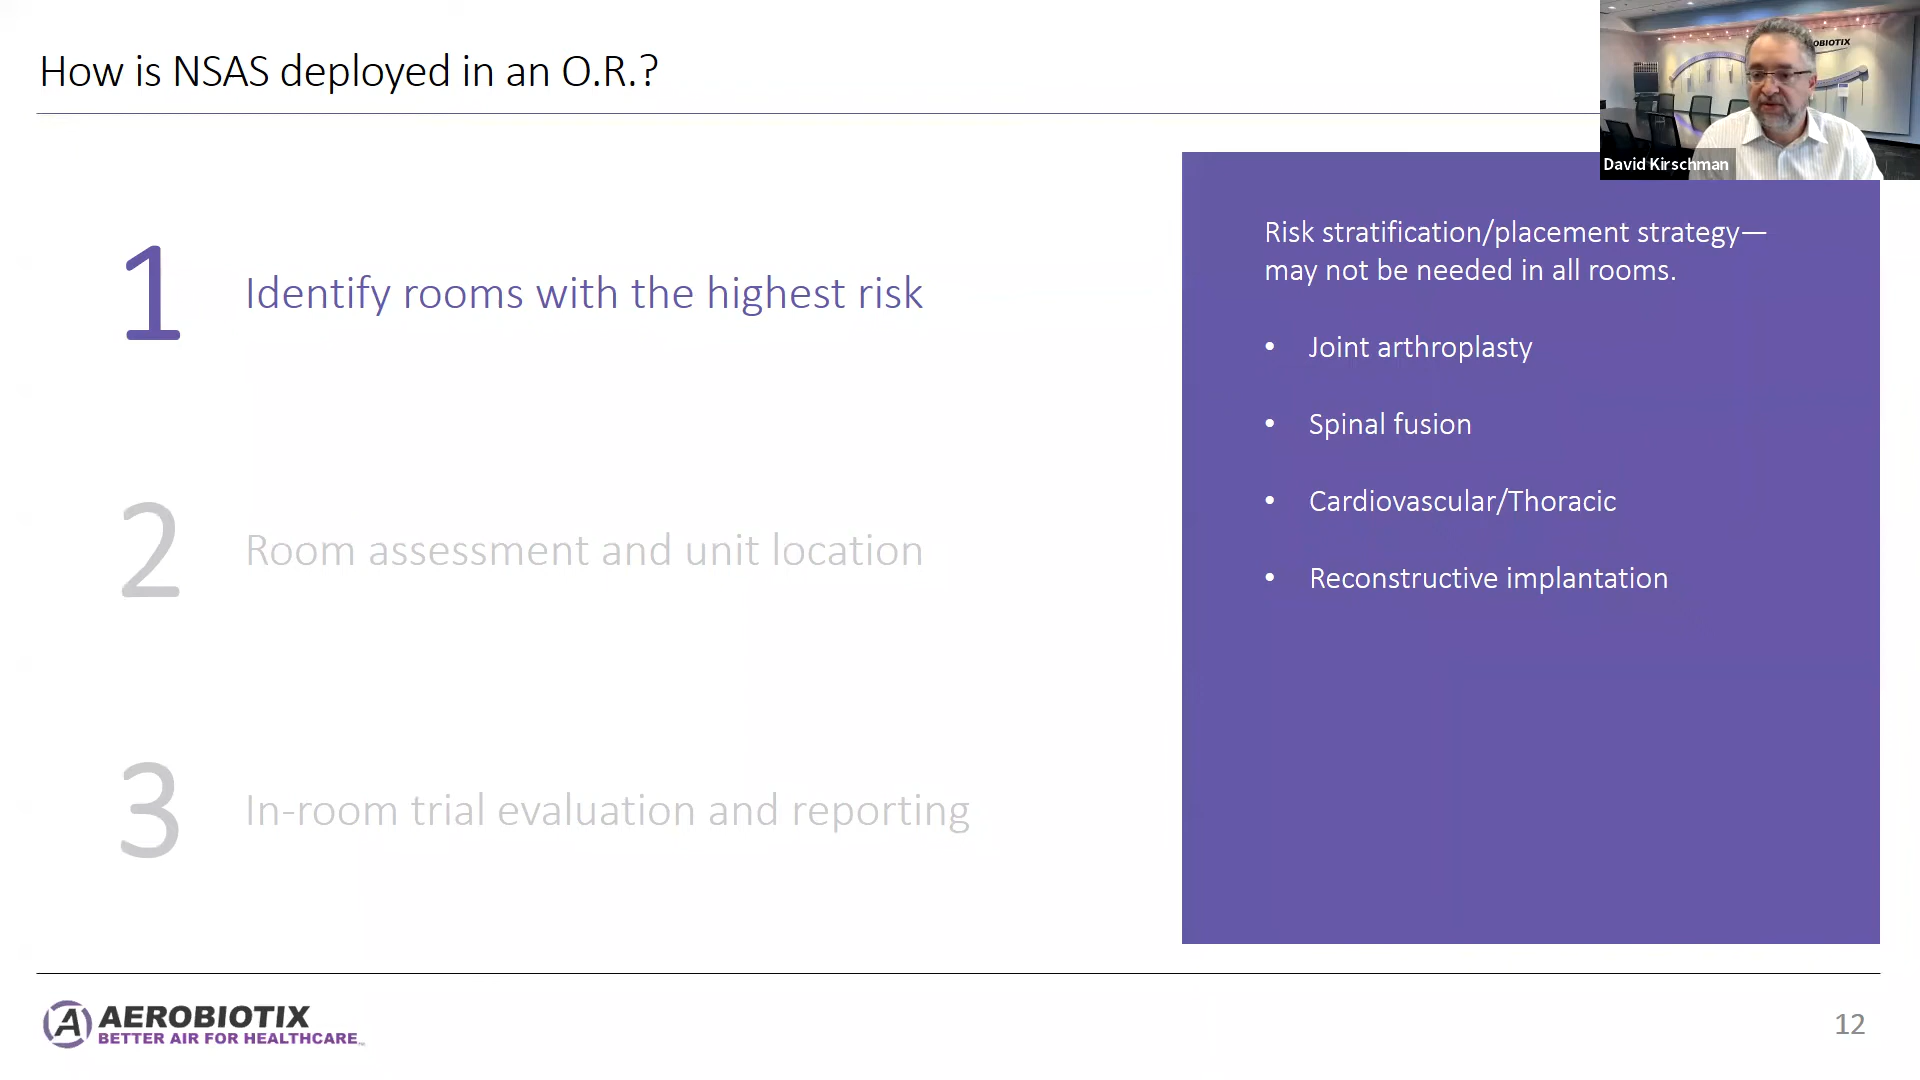 How is NSAS deployed in an O.R.?
OBIOTIX
David Kirschman
1 Identify rooms with the highest risk
2 Room assessment and unit location
3 In-room trial evaluation and reporting
Risk stratification/placement strategy—
may not be needed in all rooms.
• Joint arthroplasty
• Spinal fusion
• Cardiovascular/Thoracic
• Reconstructive implantation
A AEROBIOTIX
BETTER AIR FOR HEALTHCARE
12